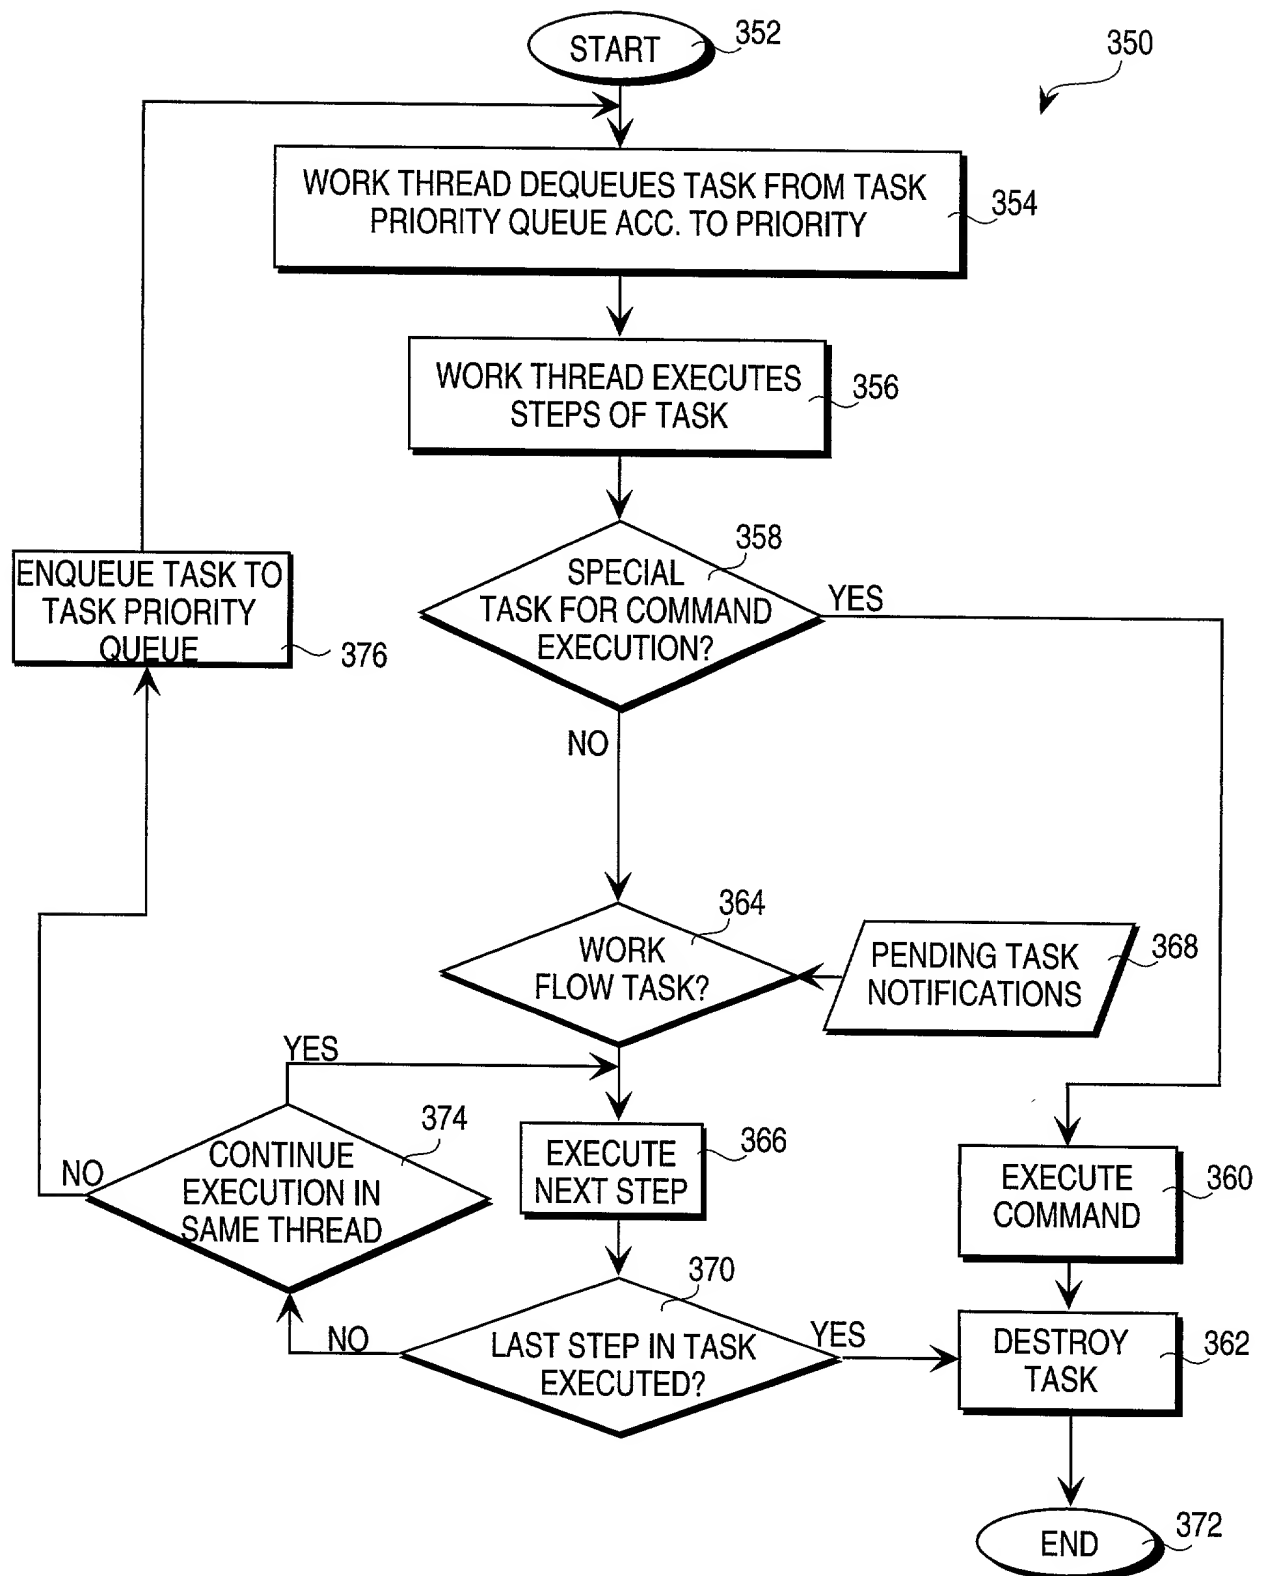 START
352
350
WORK THREAD DEQUEUES TASK FROM TASK
PRIORITY QUEUE ACC. TO PRIORITY
354
WORK THREAD EXECUTES
STEPS OF TASK
356
358
SPECIAL
TASK FOR COMMAND
EXECUTION?
YES
NO
ENQUEUE TASK TO
TASK PRIORITY
QUEUE
376
364
WORK
FLOW TASK?
PENDING TASK
NOTIFICATIONS
368
YES
374
CONTINUE
EXECUTION IN
SAME THREAD
NO
EXECUTE
NEXT STEP
366
EXECUTE
COMMAND
360
370
LAST STEP IN TASK
EXECUTED?
NO
YES
DESTROY
TASK
362
END
372